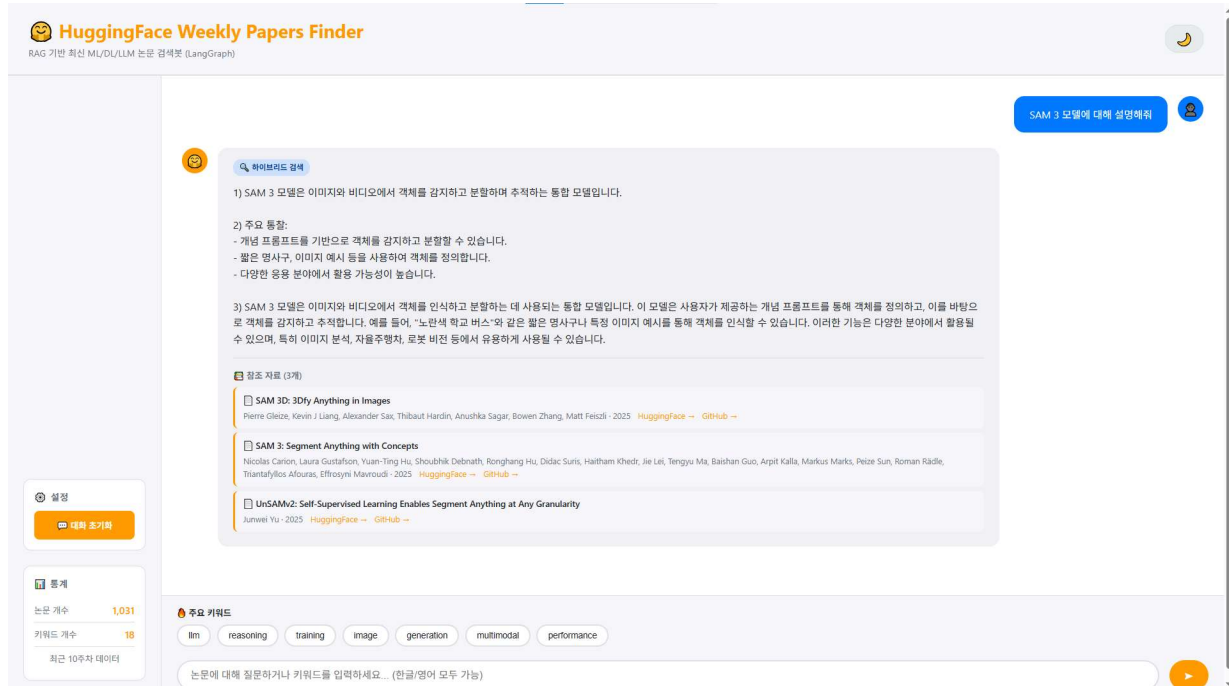 HuggingFace Weekly Papers Finder
RAG 기반 최신 ML/DL/LLM 논문 검색봇 (LangGraph)
SAM 3 모델에 대해 설명해줘
하이브리드 검색
1) SAM 3 모델은 이미지와 비디오에서 객체를 감지하고 분할하며 추적하는 통합 모델입니다.
2) 주요 통찰:
- 개념 프롬프트를 기반으로 객체를 감지하고 분할할 수 있습니다.
- 짧은 명사구, 이미지 예시 등을 사용하여 객체를 정의합니다.
- 다양한 응용 분야에서 활용 가능성이 높습니다.
3) SAM 3 모델은 이미지와 비디오에서 객체를 인식하고 분할하는 데 사용되는 통합 모델입니다. 이 모델은 사용자가 제공하는 개념 프롬프트를 통해 객체를 정의하고, 이를 바탕으
로 객체를 감지하고 추적합니다. 예를 들어, "노란색 학교 버스"와 같은 짧은 명사구나 특정 이미지 예시를 통해 객체를 인식할 수 있습니다. 이러한 기능은 다양한 분야에서 활용될
수 있으며, 특히 이미지 분석, 자율주행차, 로봇 비전 등에서 유용하게 사용될 수 있습니다.
참조 자료 (3개)
SAM 3D: 3Dfy Anything in Images
Pierre Gleize, Kevin J Liang, Alexander Sax, Thibaut Hardin, Anushka Sagar, Bowen Zhang, Matt Feiszli - 2025 HuggingFace → GitHub →
SAM 3: Segment Anything with Concepts
Nicolas Carion, Laura Gustafson, Yuan-Ting Hu, Shoubhik Debnath, Ronghang Hu, Didac Suris, Haitham Khedr, Jie Lei, Tengyu Ma, Baishan Guo, Arpit Kalla, Markus Marks, Peize Sun, Roman Rädle,
Triantafyllos Afouras, Effrosyni Mavroudi - 2025 HuggingFace → GitHub →
UnSAMv2: Self-Supervised Learning Enables Segment Anything at Any Granularity
Junwei Yu - 2025 HuggingFace → GitHub →
설정
대화 초기화
통계
논문 개수 1,031
키워드 개수 18
최근 10주차 데이터
주요 키워드
llm reasoning training image generation multimodal performance
논문에 대해 질문하거나 키워드를 입력하세요... (한글/영어 모두 가능)